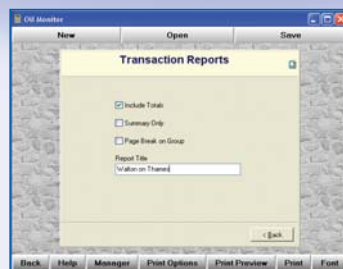 Oil Monitor
New Open Save
Transaction Reports
Include Totals
Summary Only
Page Break on Group
Report Title
Walton on Thames
< Back
Back Help Manager Print Options Print Preview Print Font